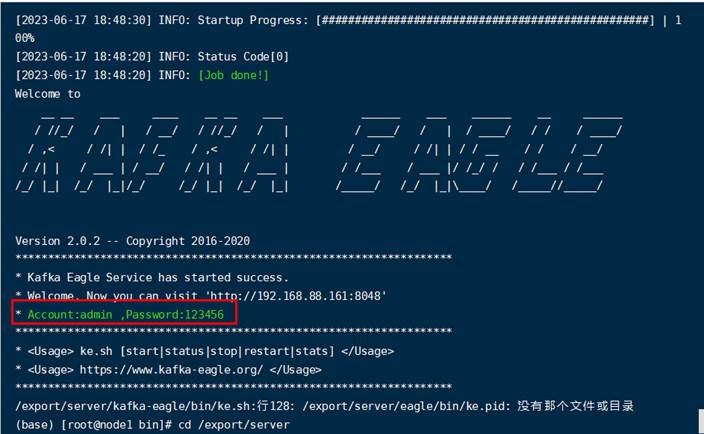 [2023-06-17 18:48:30] INFO: Startup Progress: [##################################################] | 1
00%
[2023-06-17 18:48:20] INFO: Status Code[0]
[2023-06-17 18:48:20] INFO: [Job done!]
Welcome to
KAFKA EAGLE
Version 2.0.2 -- Copyright 2016-2020
*******************************************************************
* Kafka Eagle Service has started success.
* Welcome, Now you can visit 'http://192.168.88.161:8048'
* Account:admin ,Password:123456
*******************************************************************
* <Usage> ke.sh [start|status|stop|restart|stats] </Usage>
* <Usage> https://www.kafka-eagle.org/ </Usage>
*******************************************************************
/export/server/kafka-eagle/bin/ke.sh:行128: /export/server/eagle/bin/ke.pid: 没有那个文件或目录
(base) [root@node1 bin]# cd /export/server